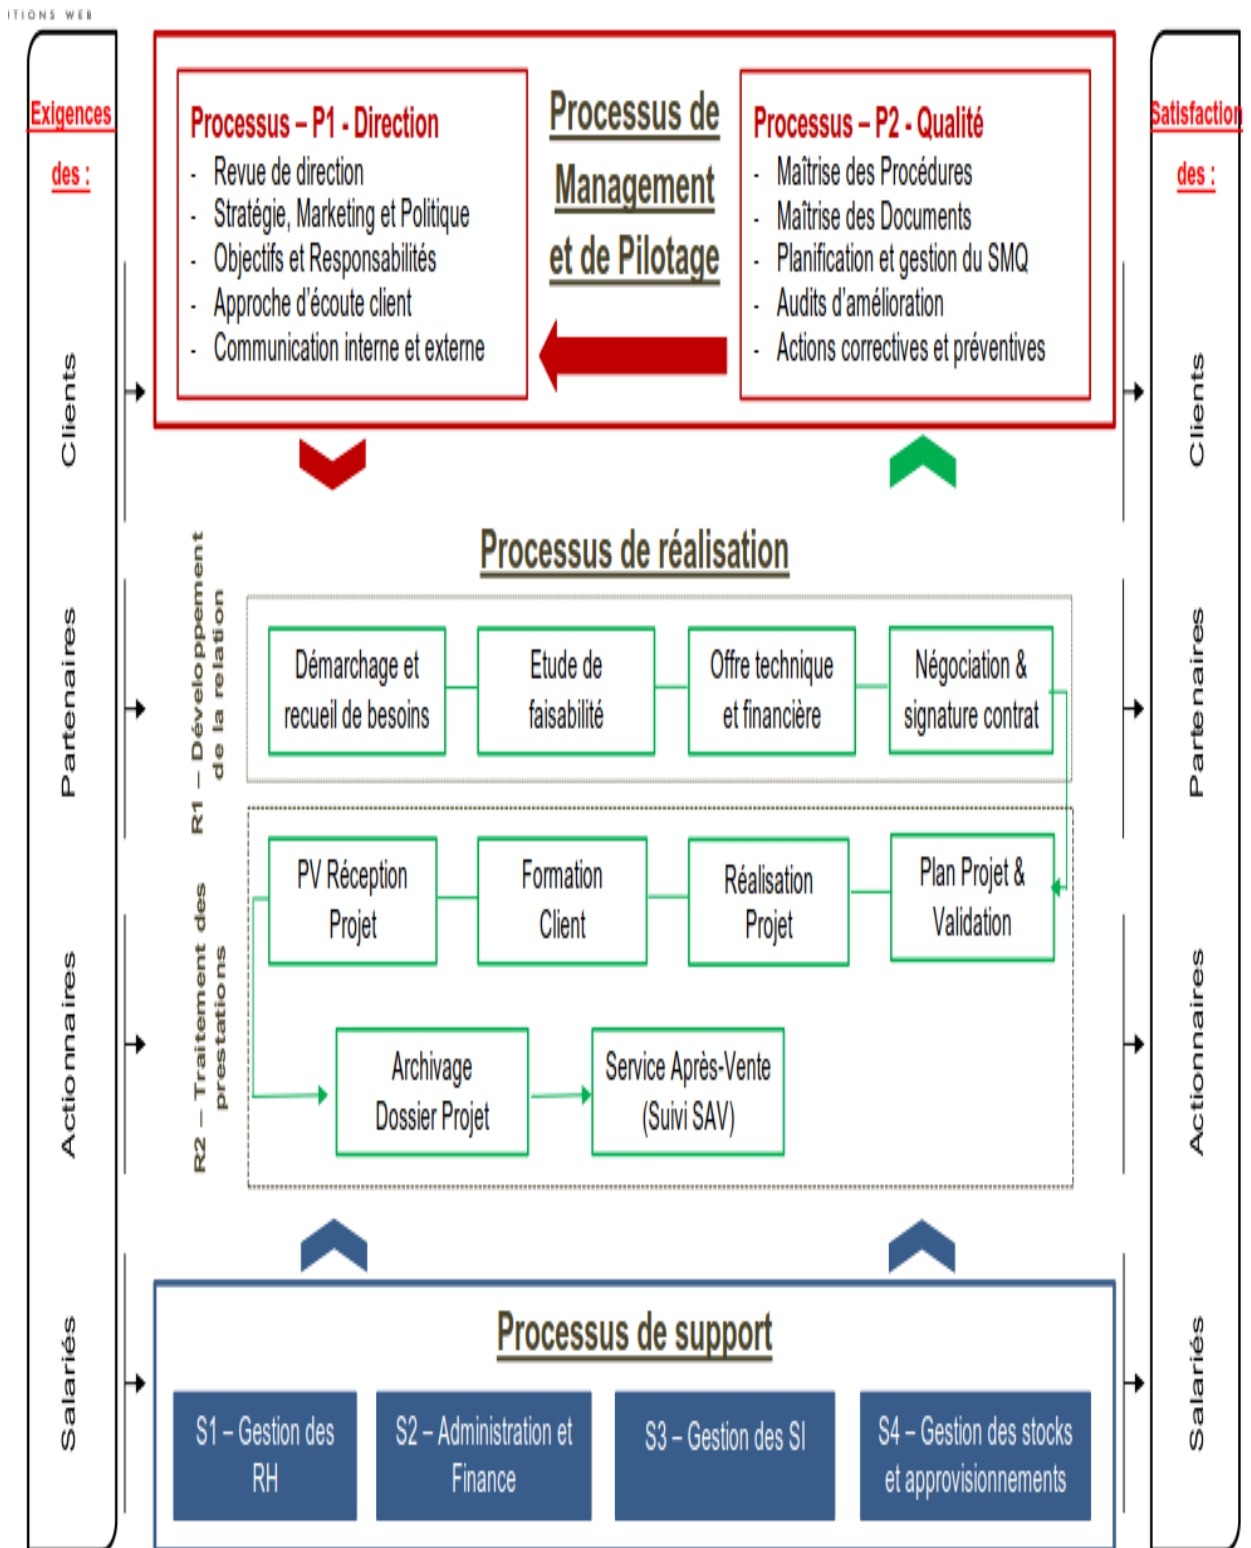 ITIONS WEB
Exigences
des :
Clients
Partenaires
Actionnaires
Salariés
Processus – P1 - Direction
- Revue de direction
- Stratégie, Marketing et Politique
- Objectifs et Responsabilités
- Approche d’écoute client
- Communication interne et externe
Processus de
Management
et de Pilotage
Processus – P2 - Qualité
- Maîtrise des Procédures
- Maîtrise des Documents
- Planification et gestion du SMQ
- Audits d’amélioration
- Actions correctives et préventives
Processus de réalisation
R1 – Développement
de la relation
Démarchage et
recueil de besoins
Etude de
faisabilité
Offre technique
et financière
Négociation &
signature contrat
R2 – Traitement des
prestations
PV Réception
Projet
Formation
Client
Réalisation
Projet
Plan Projet &
Validation
Archivage
Dossier Projet
Service Après-Vente
(Suivi SAV)
Processus de support
S1 – Gestion des
RH
S2 – Administration et
Finance
S3 – Gestion des SI
S4 – Gestion des stocks
et approvisionnements
Satisfaction
des :
Clients
Partenaires
Actionnaires
Salariés